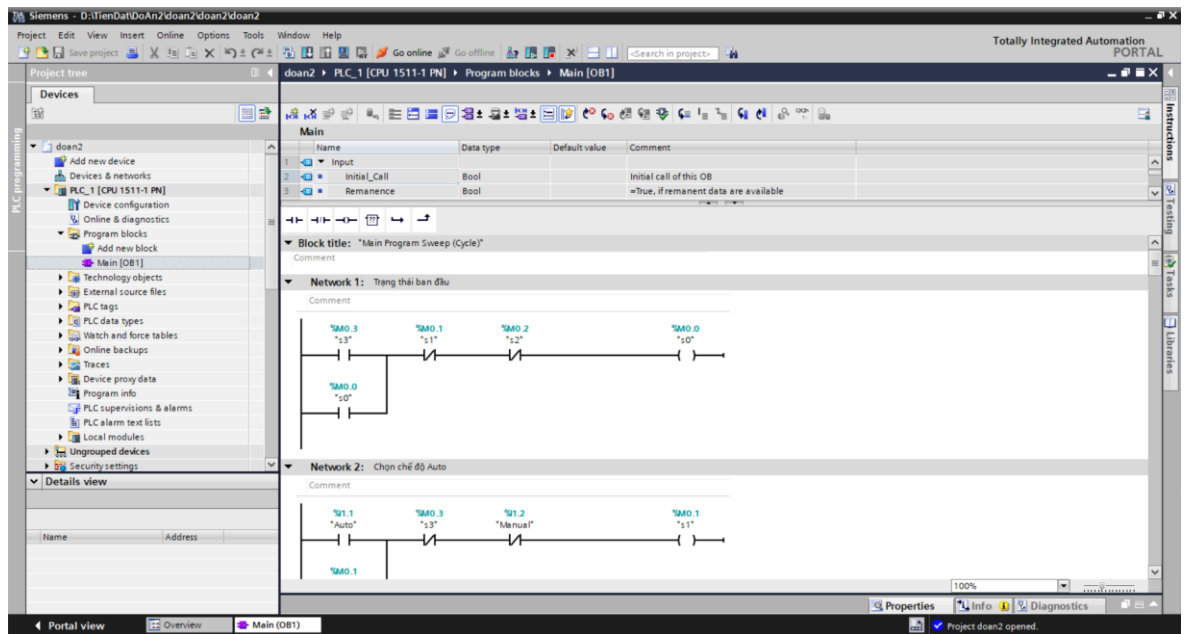 Siemens - D:\TienDat\DoAn2\doan2\doan2\doan2
Project Edit View Insert Online Options Tools Window Help
Save project Go online Go offline <Search in project>
Totally Integrated Automation
PORTAL
Project tree
doan2 PLC_1 [CPU 1511-1 PN] Program blocks Main [OB1]
Devices
PLC programming
doan2
Add new device
Devices & networks
PLC_1 [CPU 1511-1 PN]
Device configuration
Online & diagnostics
Program blocks
Add new block
Main [OB1]
Technology objects
External source files
PLC tags
PLC data types
Watch and force tables
Online backups
Traces
Device proxy data
Program info
PLC supervisions & alarms
PLC alarm text lists
Local modules
Ungrouped devices
Security settings
Details view
Name Address
Main
Name Data type Default value Comment
1 Input
2 Initial_Call Bool Initial call of this OB
3 Remanence Bool =True, if remanent data are available
??
Block title: "Main Program Sweep (Cycle)"
Comment
Network 1: Trạng thái ban đầu
Comment
%M0.3 %M0.1 %M0.2 %M0.0
"s3" "s1" "s2" "s0"
%M0.0
"s0"
Network 2: Chọn chế độ Auto
Comment
%I1.1 %M0.3 %I1.2 %M0.1
"Auto" "s3" "Manual" "s1"
%M0.1
100%
Properties Info Diagnostics
Instructions
Testing
Tasks
Libraries
Portal view Overview Main (OB1) Project doan2 opened.